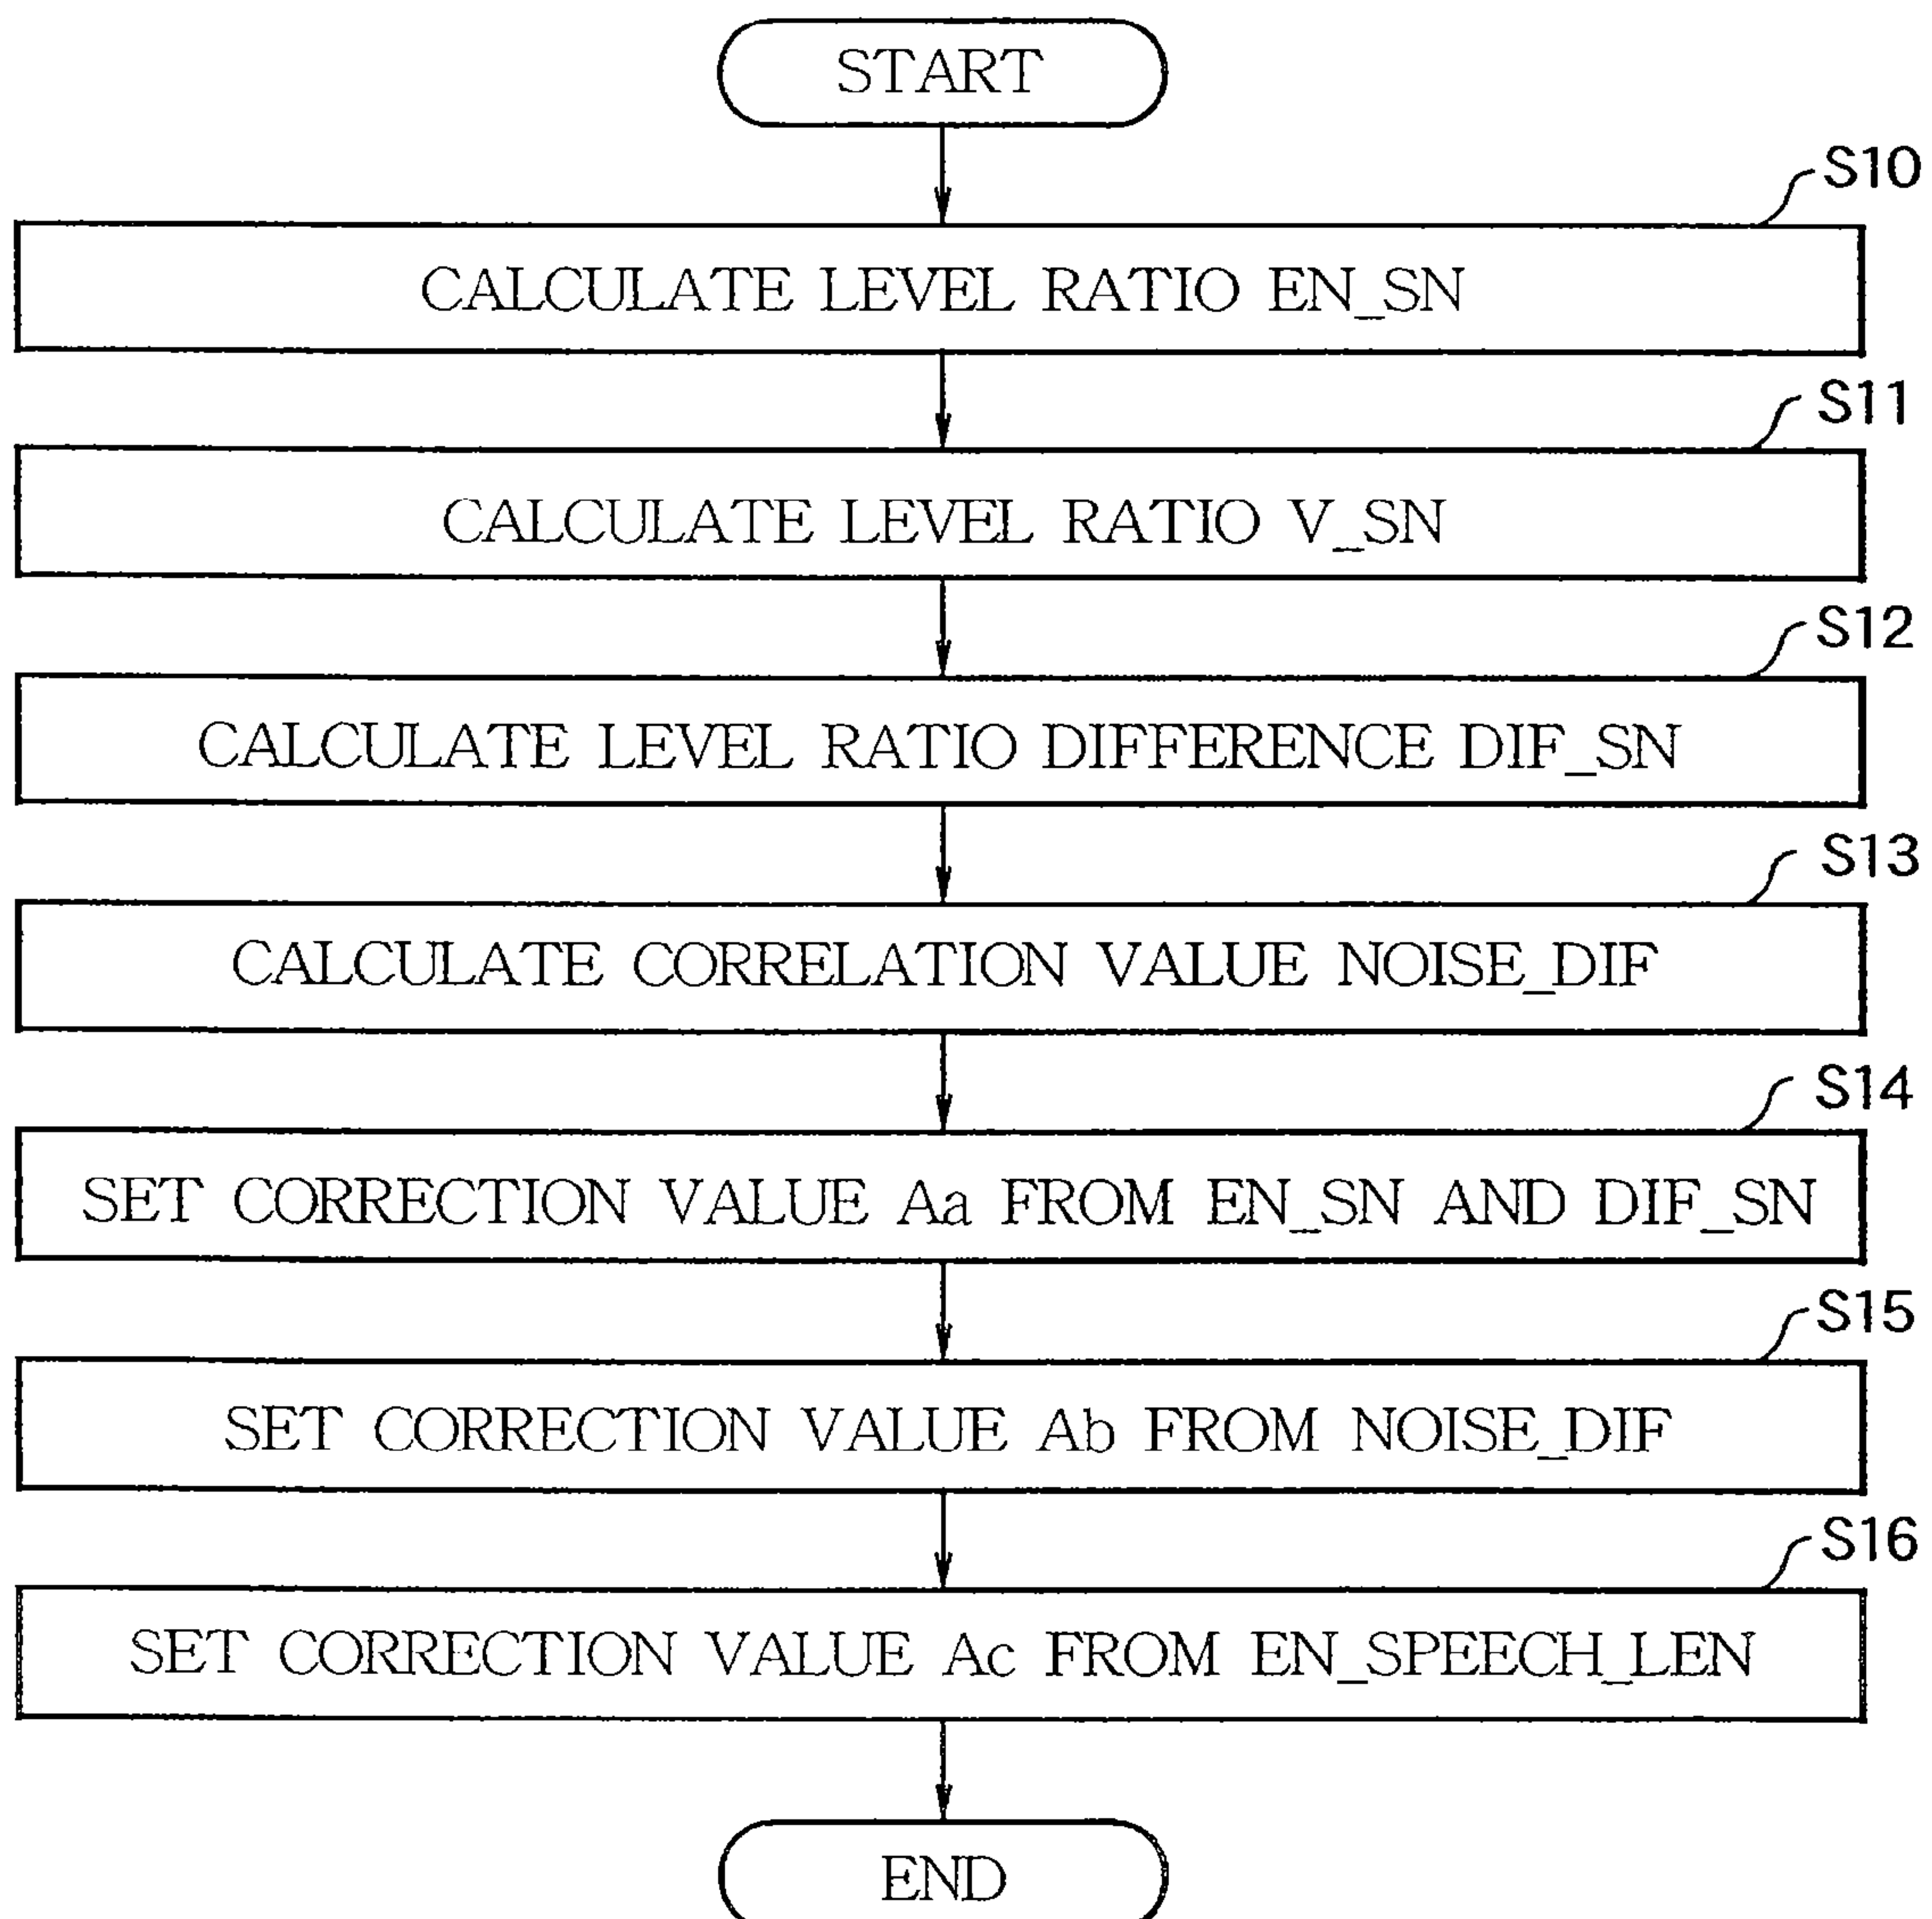 START
S10
CALCULATE LEVEL RATIO EN_SN
S11
CALCULATE LEVEL RATIO V_SN
S12
CALCULATE LEVEL RATIO DIFFERENCE DIF_SN
S13
CALCULATE CORRELATION VALUE NOISE_DIF
S14
SET CORRECTION VALUE Aa FROM EN_SN AND DIF_SN
S15
SET CORRECTION VALUE Ab FROM NOISE_DIF
S16
SET CORRECTION VALUE Ac FROM EN_SPEECH_LEN
END